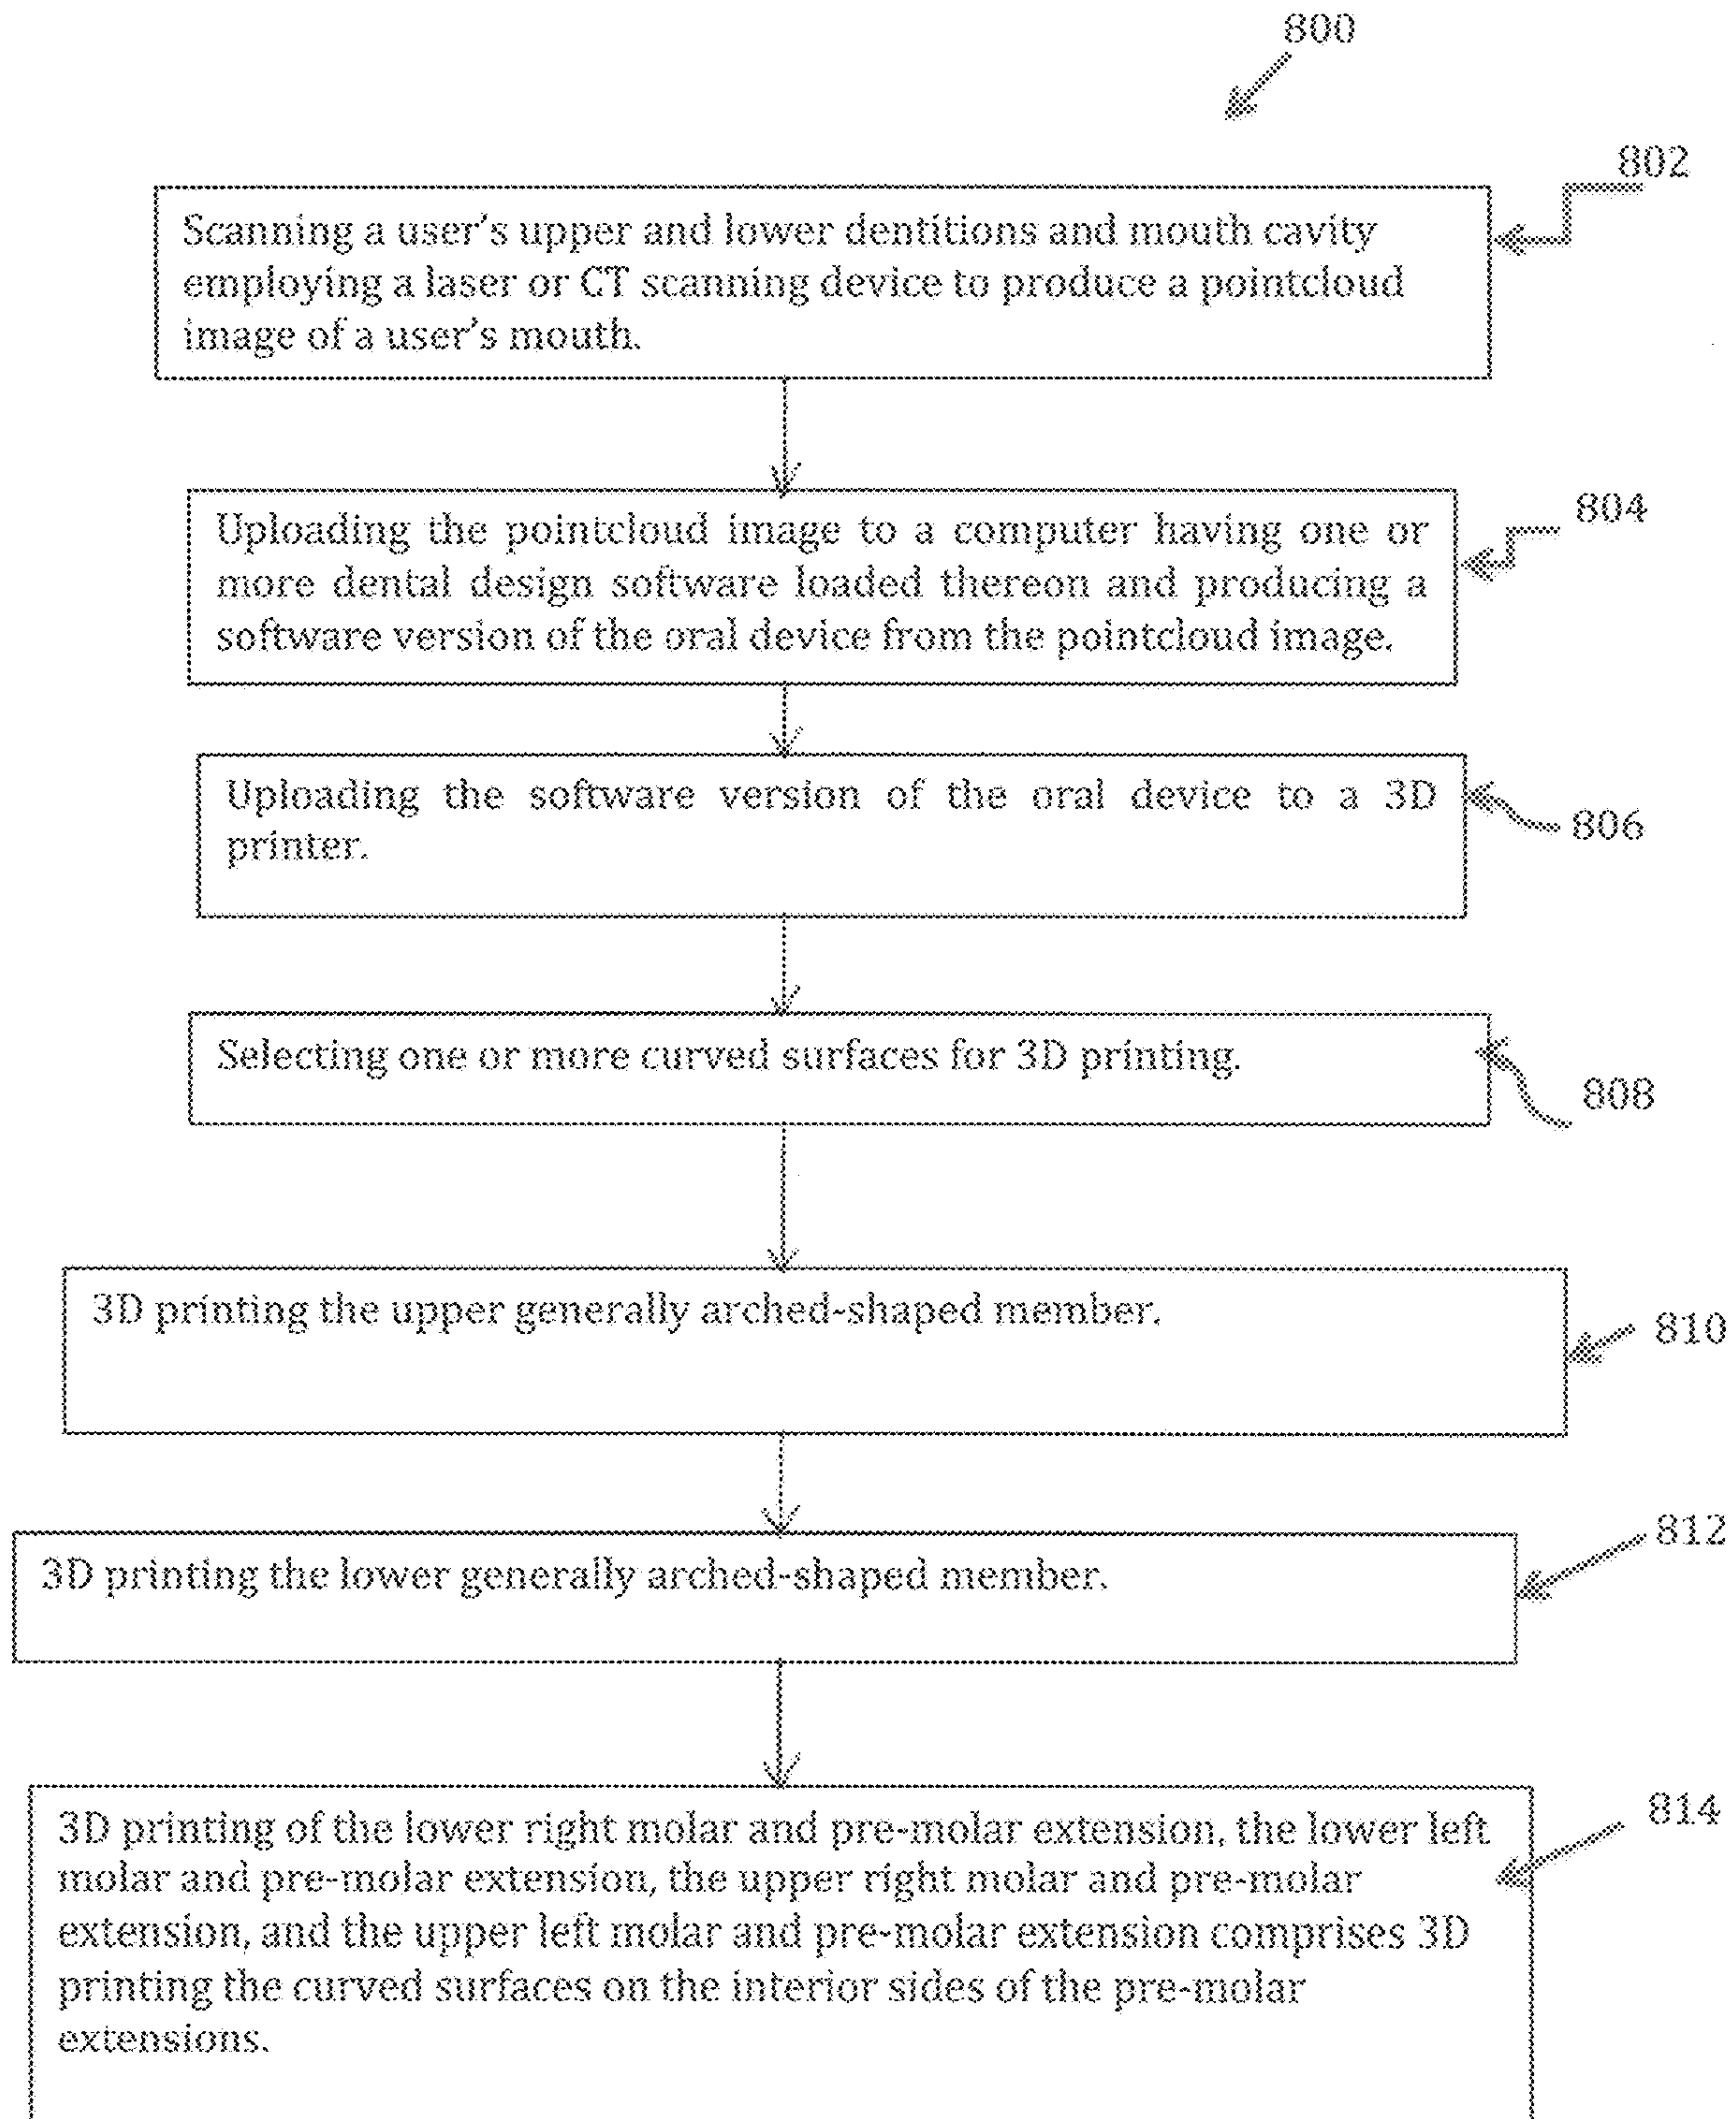 800
802
Scanning a user's upper and lower dentitions and mouth cavity
employing a laser or CT scanning device to produce a pointcloud
image of a user's mouth.
804
Uploading the pointcloud image to a computer having one or
more dental design software loaded thereon and producing a
software version of the oral device from the pointcloud image.
Uploading the software version of the oral device to a 3D
printer.
806
Selecting one or more curved surfaces for 3D printing.
808
3D printing the upper generally arched-shaped member.
810
812
3D printing the lower generally arched-shaped member.
814
3D printing of the lower right molar and pre-molar extension, the lower left
molar and pre-molar extension, the upper right molar and pre-molar
extension, and the upper left molar and pre-molar extension comprises 3D
printing the curved surfaces on the interior sides of the pre-molar
extensions.